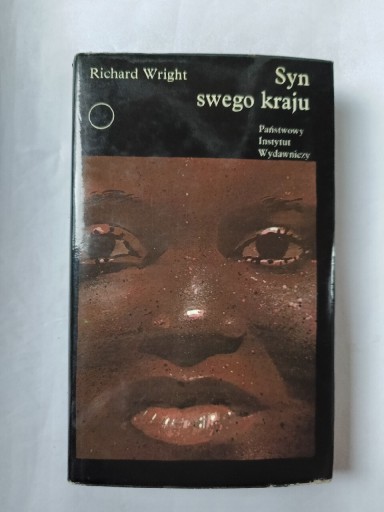 Richard Wright
Syn
swego kraju
Państwowy
Instytut
Wydawniczy